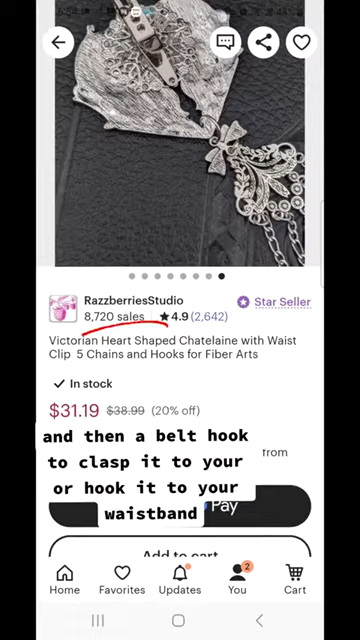 RazzberriesStudio
Star Seller
8,720 sales ★4.9 (2,642)
Victorian Heart Shaped Chatelaine with Waist
Clip 5 Chains and Hooks for Fiber Arts
In stock
$31.19 $38.99 (20% off)
and then a belt hook
to clasp it to your
from
or hook it to your
Pay
waistband
Add to cart
2
Home Favorites Updates You Cart